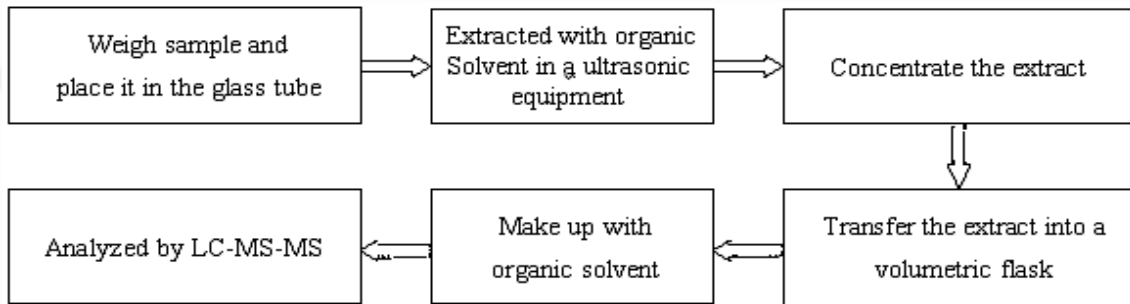 Weigh sample and
place it in the glass tube
Extracted with organic
Solvent in a ultrasonic
equipment
Concentrate the extract
Transfer the extract into a
volumetric flask
Make up with
organic solvent
Analyzed by LC-MS-MS